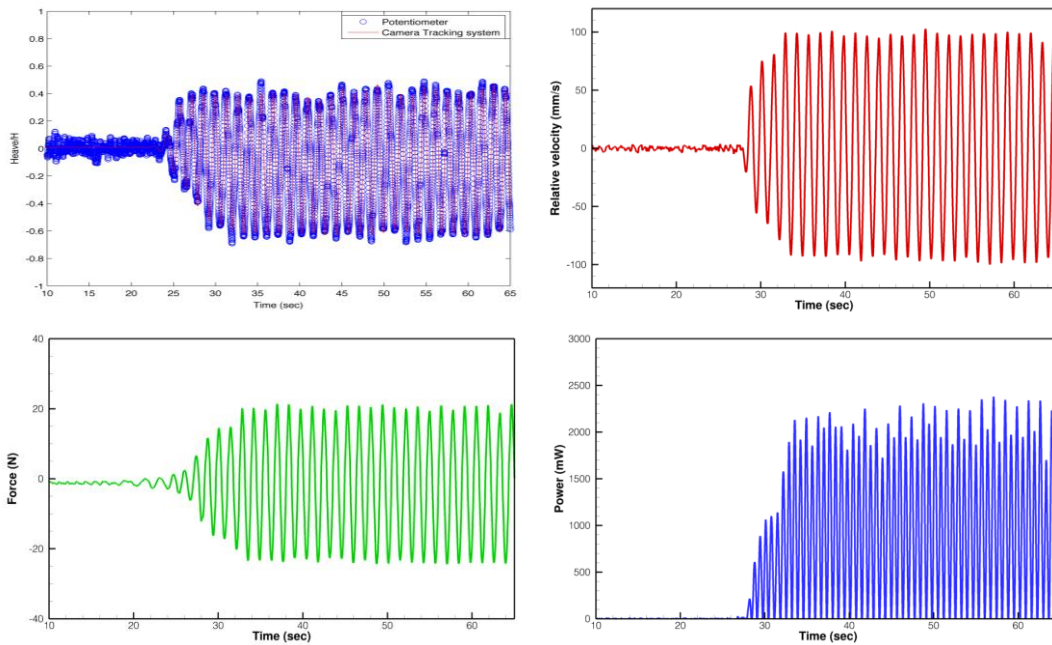 1
0.8
0.6
0.4
0.2
0
-0.2
-0.4
-0.6
-0.8
-1
Heave/H
10 15 20 25 30 35 40 45 50 55 60 65
Time (sec)
Potentiometer
Camera Tracking system
100
50
0
-50
-100
Relative velocity (mm/s)
10 20 30 40 50 60
Time (sec)
40
20
0
-20
-40
Force (N)
10 20 30 40 50 60
Time (sec)
3000
2500
2000
1500
1000
500
0
Power (mW)
10 20 30 40 50 60
Time (sec)